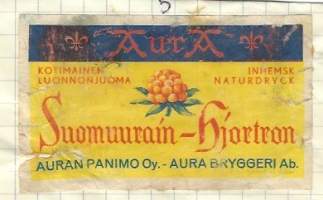 5
AurA
KOTIMAINEN INHEMSK
LUONNONJUOMA NATURDRYCK
Suomuurain-Hjortron
AURAN PANIMO Oy.- AURA BRYGGERI Ab.